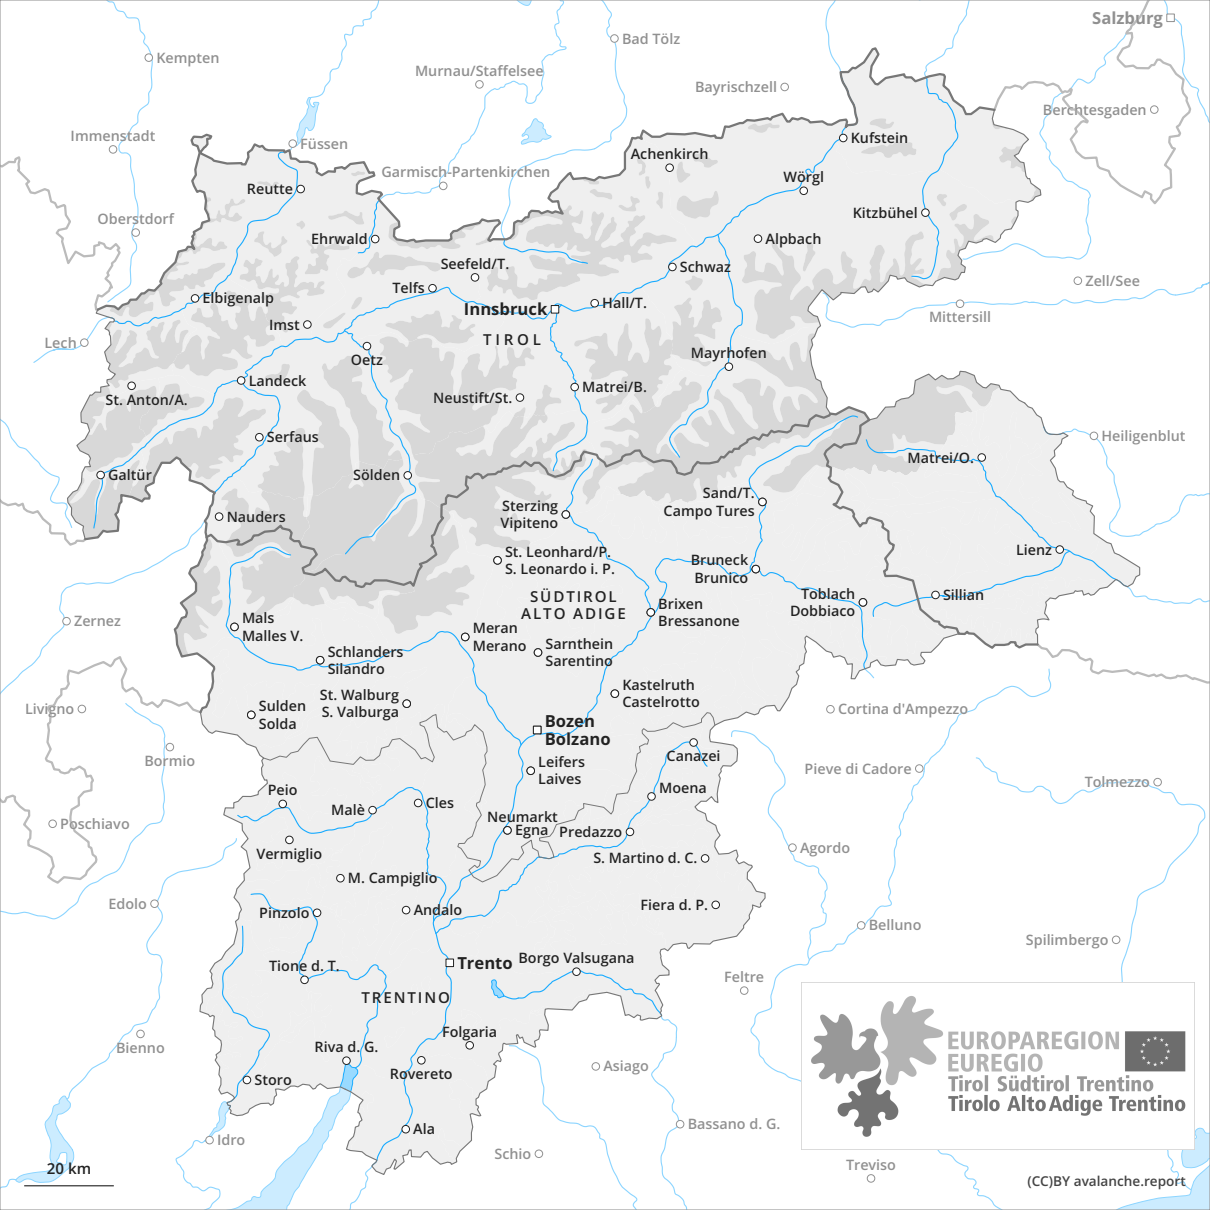 Salzburg
Bad Tölz
Kempten
Murnau/Staffelsee
Bayrischzell
Berchtesgaden
Immenstadt
Füssen
Kufstein
Achenkirch
Garmisch-Partenkirchen
Wörgl
Reutte
Oberstdorf
Kitzbühel
Ehrwald
Alpbach
Seefeld/T.
Schwaz
Zell/See
Telfs
Elbigenalp
Hall/T.
Innsbruck
Mittersill
Imst
TIROL
Lech
Oetz
Mayrhofen
Landeck
Matrei/B.
St. Anton/A.
Neustift/St.
Serfaus
Heiligenblut
Matrei/O.
Galtür
Sölden
Sand/T.
Campo Tures
Sterzing
Vipiteno
Nauders
St. Leonhard/P.
S. Leonardo i. P.
Lienz
Bruneck
Brunico
SÜDTIROL
ALTO ADIGE
Toblach
Dobbiaco
Sillian
Brixen
Bressanone
Zernez
Mals
Malles V.
Meran
Merano
Sarnthein
Sarentino
Schlanders
Silandro
Kastelruth
Castelrotto
St. Walburg
S. Valburga
Livigno
Sulden
Solda
Cortina d'Ampezzo
Bozen
Bolzano
Canazei
Bormio
Leifers
Laives
Pieve di Cadore
Tolmezzo
Peio
Moena
Malè
Cles
Neumarkt
Egna
Poschiavo
Predazzo
Agordo
Vermiglio
S. Martino d. C.
M. Campiglio
Edolo
Pinzolo
Andalo
Fiera d. P.
Belluno
Spilimbergo
Trento
Borgo Valsugana
Tione d. T.
Feltre
TRENTINO
Folgaria
Bienno
Riva d. G.
Rovereto
Asiago
Storo
EUROPAREGION
EUREGIO
Tirol Südtirol Trentino
Tirolo Alto Adige Trentino
Ala
Bassano d. G.
Idro
Schio
Treviso
20 km
(CC)BY avalanche.report